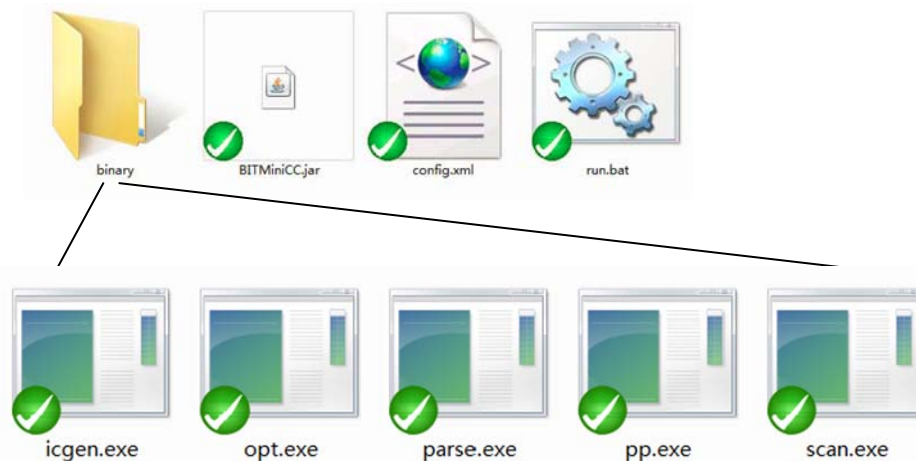 binary
BITMiniCC.jar
config.xml
run.bat
icgen.exe
opt.exe
parse.exe
pp.exe
scan.exe